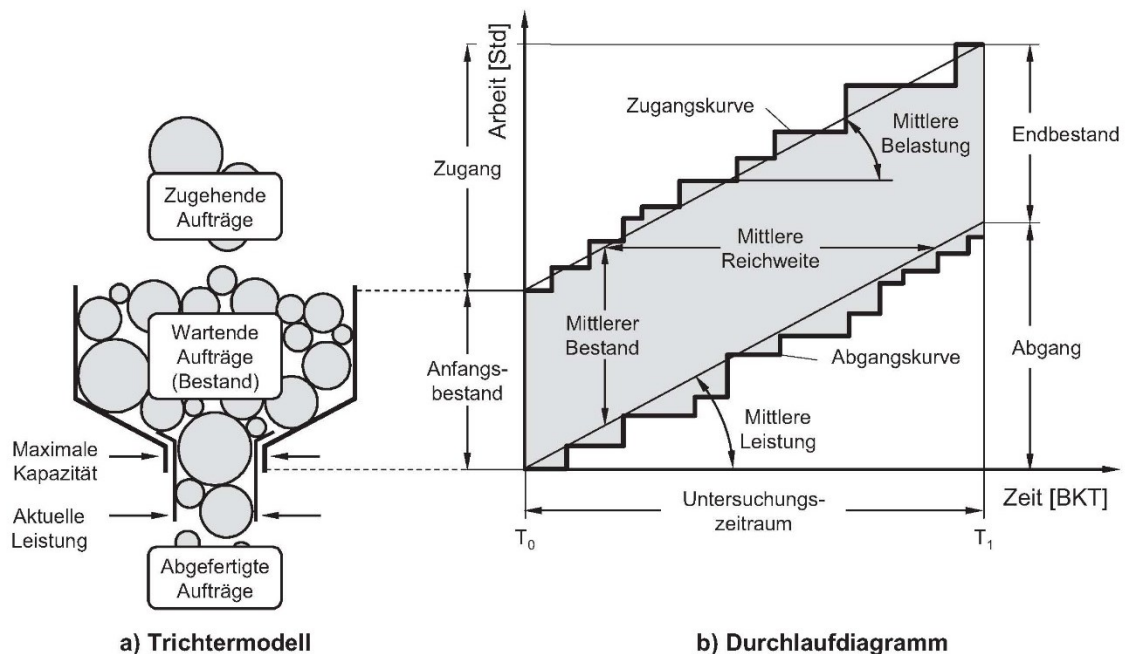 Zugehende
Aufträge
Wartende
Aufträge
(Bestand)
Maximale
Kapazität
Aktuelle
Leistung
Abgefertigte
Aufträge
a) Trichtermodell
Arbeit [Std]
Zugang
Anfangs-
bestand
Zugangskurve
Mittlere
Belastung
Mittlere
Reichweite
Mittlerer
Bestand
Abgangskurve
Mittlere
Leistung
Endbestand
Abgang
Zeit [BKT]
Untersuchungs-
zeitraum
T0
T1
b) Durchlaufdiagramm